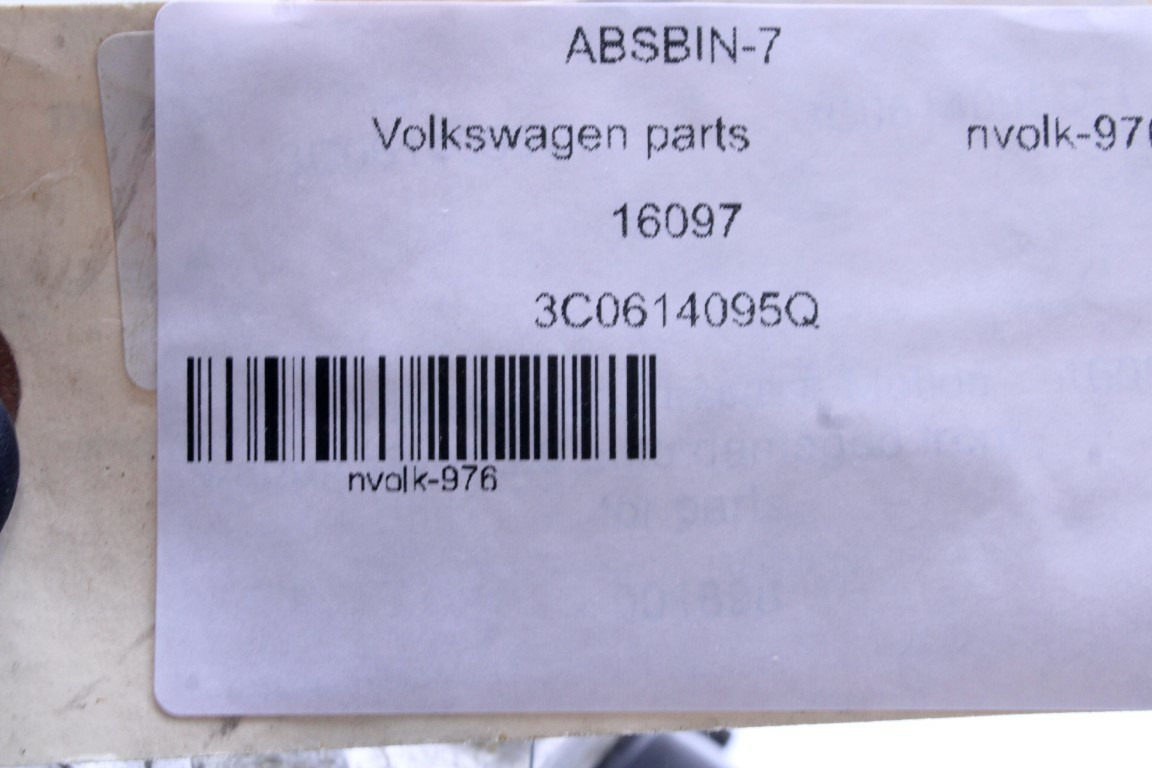 ABSBIN-7
Volkswagen parts nvolk-976
16097
3C0614095Q
nvolk-976